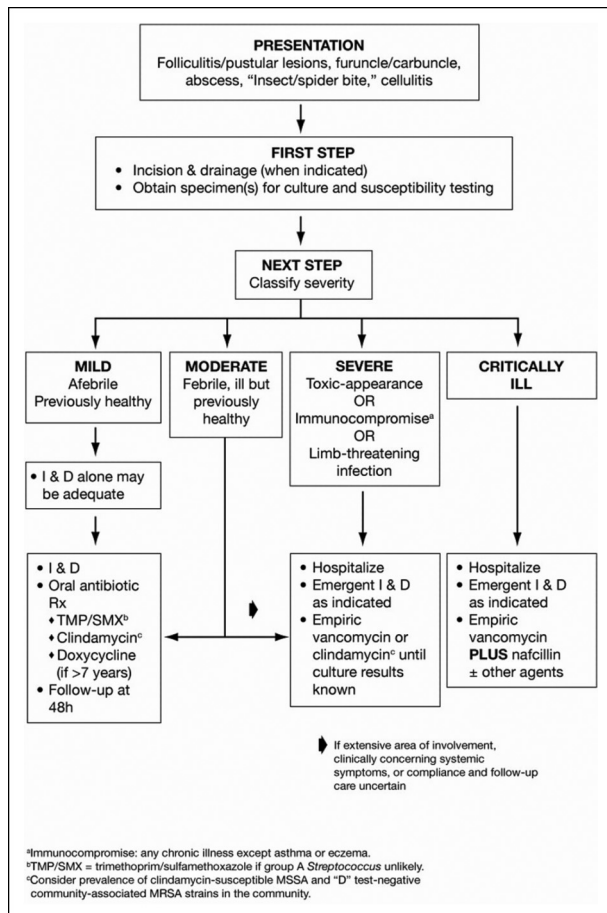 PRESENTATION
Folliculitis/pustular lesions, furuncle/carbuncle,
abscess, “Insect/spider bite,” cellulitis
FIRST STEP
• Incision & drainage (when indicated)
• Obtain specimen(s) for culture and susceptibility testing
NEXT STEP
Classify severity
MILD
Afebrile
Previously healthy
MODERATE
Febrile, ill but
previously
healthy
SEVERE
Toxic-appearance
OR
Immunocompromiseᵃ
OR
Limb-threatening
infection
CRITICALLY
ILL
• I & D alone may
be adequate
• I & D
• Oral antibiotic
Rx
♦ TMP/SMXᵇ
♦ Clindamycinᶜ
♦ Doxycycline
(if >7 years)
• Follow-up at
48h
• Hospitalize
• Emergent I & D
as indicated
• Empiric
vancomycin or
clindamycinᶜ until
culture results
known
• Hospitalize
• Emergent I & D
as indicated
• Empiric
vancomycin
PLUS nafcillin
± other agents
If extensive area of involvement,
clinically concerning systemic
symptoms, or compliance and follow-up
care uncertain
ᵃImmunocompromise: any chronic illness except asthma or eczema.
ᵇTMP/SMX = trimethoprim/sulfamethoxazole if group A Streptococcus unlikely.
ᶜConsider prevalence of clindamycin-susceptible MSSA and “D” test-negative
community-associated MRSA strains in the community.